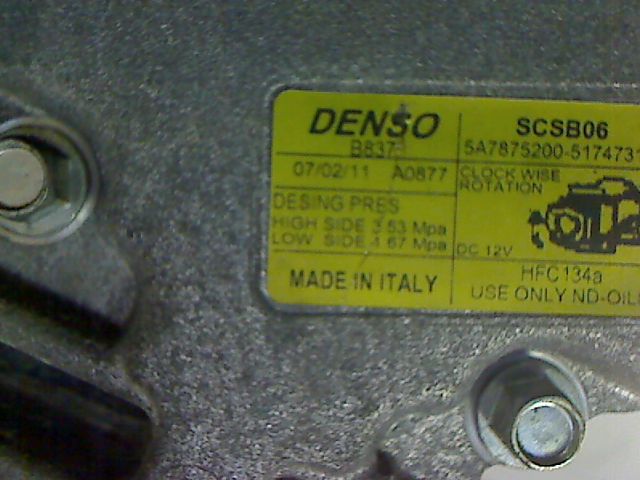 DENSO
B837
07/02/11 A0877
DESING PRES
HIGH SIDE 3.53 Mpa
LOW SIDE 1.67 Mpa
MADE IN ITALY
SCSB06
5A7875200-5174731
CLOCK WISE
ROTATION
DC 12V
HFC134a
USE ONLY ND-OIL